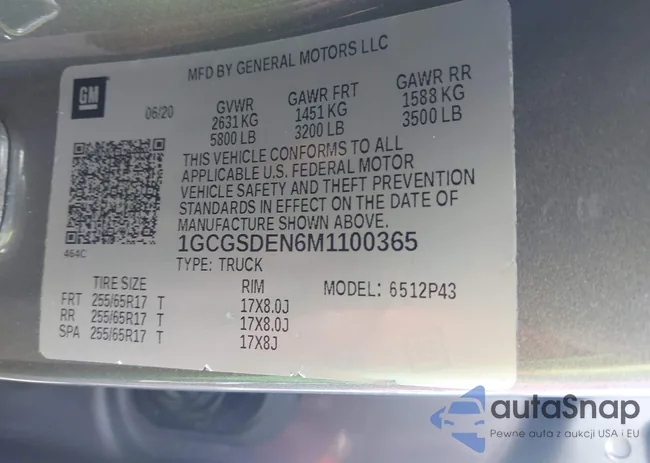 MFD BY GENERAL MOTORS LLC
GM
06/20
GVWR GAWR FRT GAWR RR
2631 KG 1451 KG 1588 KG
5800 LB 3200 LB 3500 LB
THIS VEHICLE CONFORMS TO ALL
APPLICABLE U.S. FEDERAL MOTOR
VEHICLE SAFETY AND THEFT PREVENTION
STANDARDS IN EFFECT ON THE DATE OF
MANUFACTURE SHOWN ABOVE.
464C
1GCGSDEN6M1100365
TYPE: TRUCK
TIRE SIZE RIM MODEL: 6512P43
FRT 255/65R17 T 17X8.0J
RR 255/65R17 T 17X8.0J
SPA 255/65R17 T 17X8J
autaSnap
Pewne auta z aukcji USA i EU